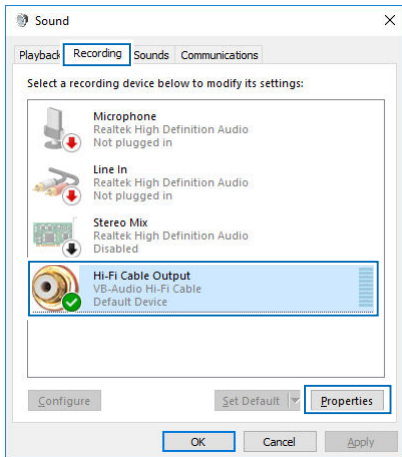 Sound
Playback Recording Sounds Communications
Select a recording device below to modify its settings:
Microphone
Realtek High Definition Audio
Not plugged in
Line In
Realtek High Definition Audio
Not plugged in
Stereo Mix
Realtek High Definition Audio
Disabled
Hi-Fi Cable Output
VB-Audio Hi-Fi Cable
Default Device
Configure Set Default Properties
OK Cancel Apply